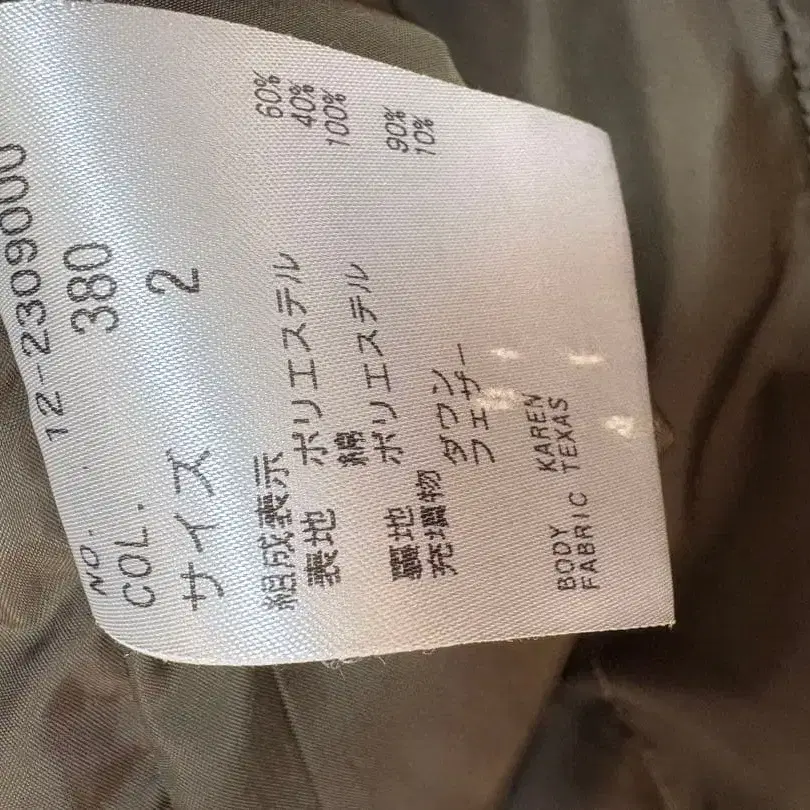 NO. 12-2309000
COL. 380
サイズ 2
組成表示
表地 ポリエステル 60%
綿 40%
裏地 ポリエステル 100%
充填物
ダウン 90%
フェザー 10%
BODY KAREN
FABRIC TEXAS